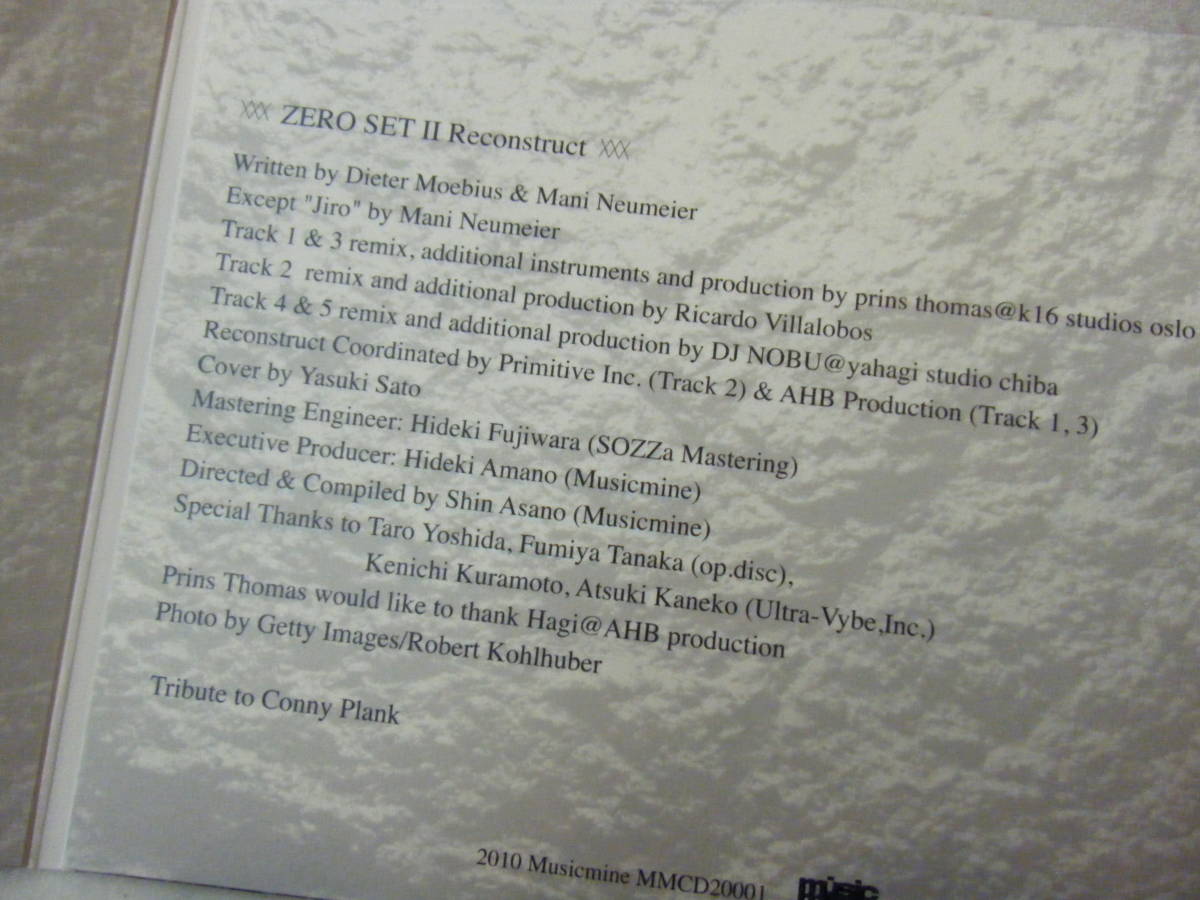 XXX ZERO SET II Reconstruct XXX
Written by Dieter Moebius & Mani Neumeier
Except "Jiro" by Mani Neumeier
Track 1 & 3 remix, additional instruments and production by prins thomas@k16 studios oslo
Track 2 remix and additional production by Ricardo Villalobos
Track 4 & 5 remix and additional production by DJ NOBU@yahagi studio chiba
Reconstruct Coordinated by Primitive Inc. (Track 2) & AHB Production (Track 1, 3)
Cover by Yasuki Sato
Mastering Engineer: Hideki Fujiwara (SOZZa Mastering)
Executive Producer: Hideki Amano (Musicmine)
Directed & Compiled by Shin Asano (Musicmine)
Special Thanks to Taro Yoshida, Fumiya Tanaka (op.disc),
Kenichi Kuramoto, Atsuki Kaneko (Ultra-Vybe,Inc.)
Prins Thomas would like to thank Hagi@AHB production
Photo by Getty Images/Robert Kohlhuber
Tribute to Conny Plank
2010 Musicmine MMCD20001
music